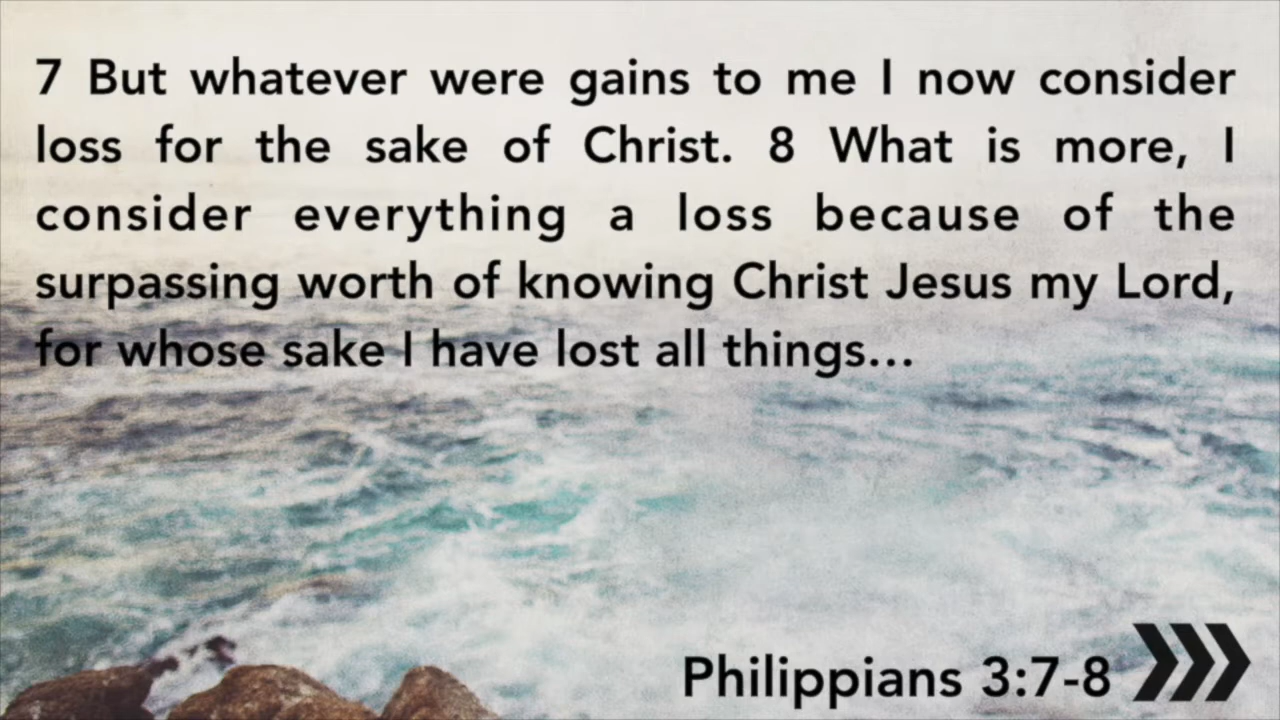 7 But whatever were gains to me I now consider
loss for the sake of Christ. 8 What is more, I
consider everything a loss because of the
surpassing worth of knowing Christ Jesus my Lord,
for whose sake I have lost all things…
Philippians 3:7-8